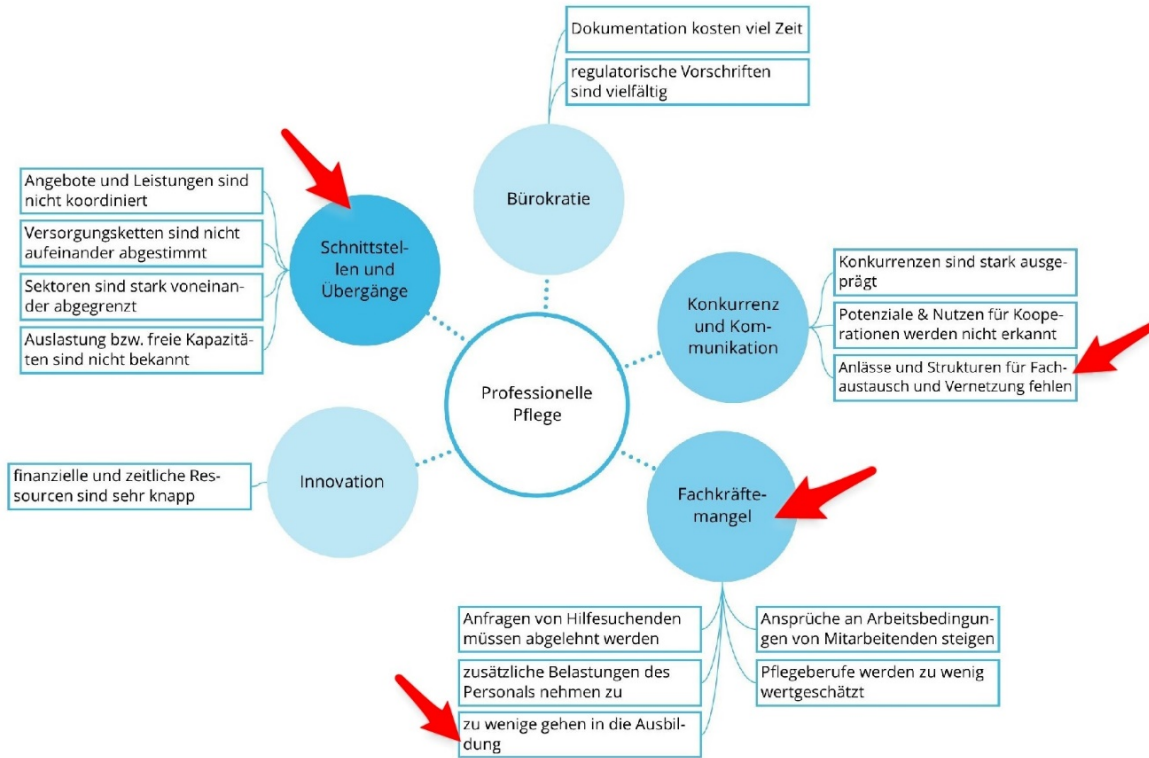 Dokumentation kosten viel Zeit
regulatorische Vorschriften
sind vielfältig
Bürokratie
Angebote und Leistungen sind
nicht koordiniert
Versorgungsketten sind nicht
aufeinander abgestimmt
Sektoren sind stark voneinan-
der abgegrenzt
Auslastung bzw. freie Kapazitä-
ten sind nicht bekannt
Schnittstel-
len und
Übergänge
Konkurrenz
und Kom-
munikation
Konkurrenzen sind stark ausge-
prägt
Potenziale & Nutzen für Koope-
rationen werden nicht erkannt
Anlässe und Strukturen für Fach-
austausch und Vernetzung fehlen
Professionelle
Pflege
finanzielle und zeitliche Res-
sourcen sind sehr knapp
Innovation
Fachkräfte-
mangel
Anfragen von Hilfesuchenden
müssen abgelehnt werden
zusätzliche Belastungen des
Personals nehmen zu
zu wenige gehen in die Ausbil-
dung
Ansprüche an Arbeitsbedingun-
gen von Mitarbeitenden steigen
Pflegeberufe werden zu wenig
wertgeschätzt